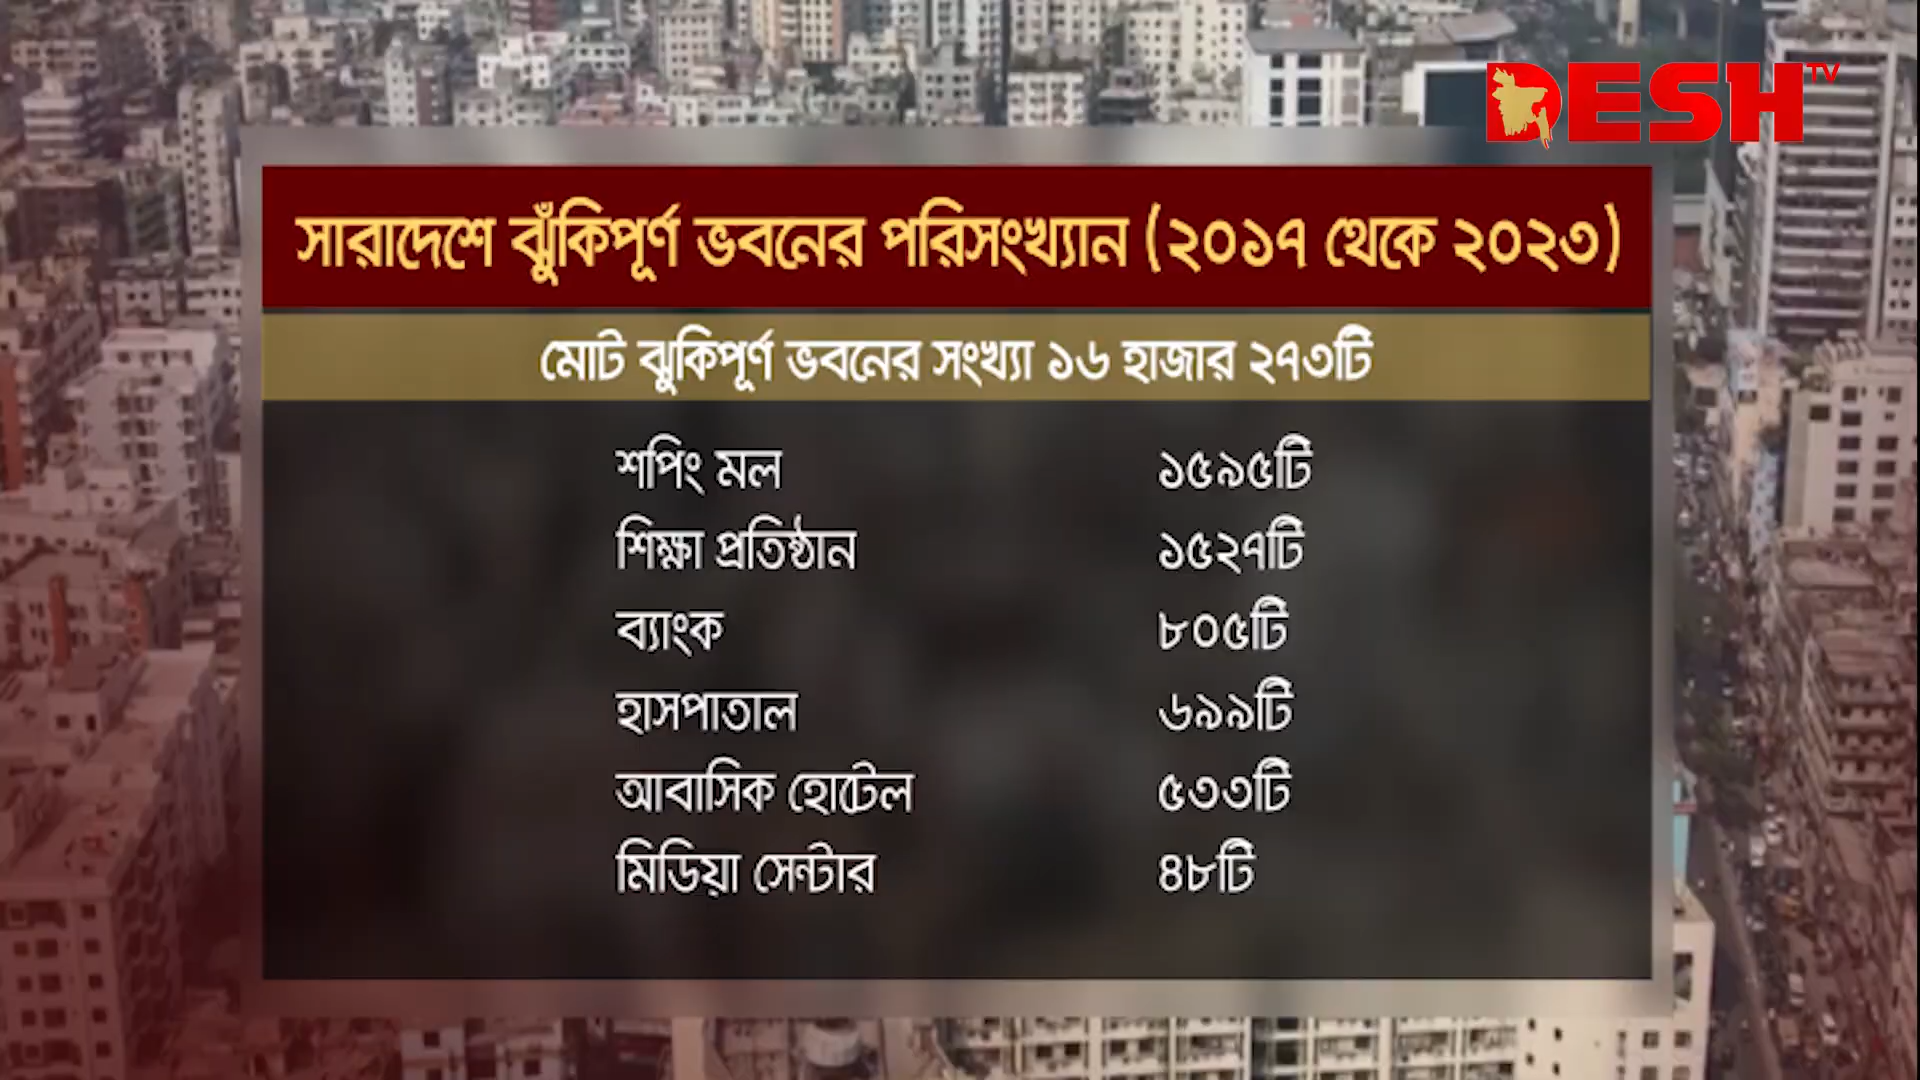 DESH TV
সারাদেশে ঝুঁকিপূর্ণ ভবনের পরিসংখ্যান (২০১৭ থেকে ২০২৩)
মোট ঝুকিপূর্ণ ভবনের সংখ্যা ১৬ হাজার ২৭৩টি
শপিং মল ১৫৯৫টি
শিক্ষা প্রতিষ্ঠান ১৫২৭টি
ব্যাংক ৮০৫টি
হাসপাতাল ৬৯৯টি
আবাসিক হোটেল ৫৩৩টি
মিডিয়া সেন্টার ৪৮টি